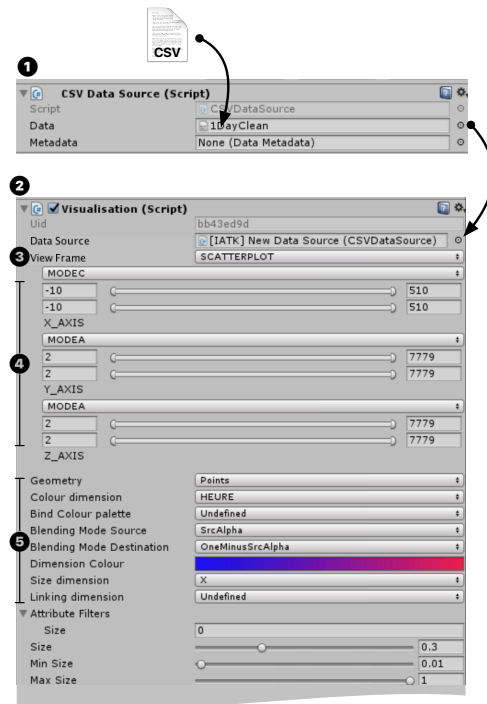 CSV
1
CSV Data Source (Script)
Script CSVDataSource
Data 1DayClean
Metadata None (Data Metadata)
2
Visualisation (Script)
Uid bb43ed9d
Data Source [IATK] New Data Source (CSVDataSource)
3 View Frame SCATTERPLOT
MODEC
-10 510
-10 510
X_AXIS
MODEA
4
2 7779
2 7779
Y_AXIS
MODEA
2 7779
2 7779
Z_AXIS
Geometry Points
Colour dimension HEURE
Bind Colour palette Undefined
Blending Mode Source SrcAlpha
5 Blending Mode Destination OneMinusSrcAlpha
Dimension Colour
Size dimension X
Linking dimension Undefined
Attribute Filters
Size 0
Size 0.3
Min Size 0.01
Max Size 1